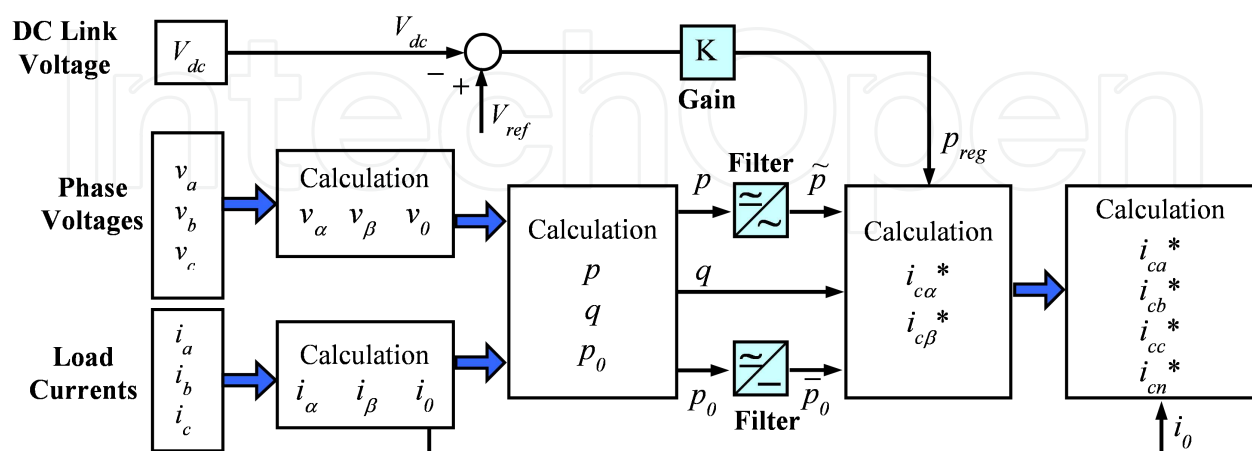 DC Link
Voltage
V_dc
V_dc
−
+
V_ref
K
Gain
p_reg
Phase
Voltages
v_a
v_b
v_c
Calculation
v_α v_β v_0
Calculation
p
q
p_0
p
Filter
p̃
q
p_0
Filter
p̄_0
Calculation
i_cα*
i_cβ*
Calculation
i_ca*
i_cb*
i_cc*
i_cn*
i_0
Load
Currents
i_a
i_b
i_c
Calculation
i_α i_β i_0
IntechOpen